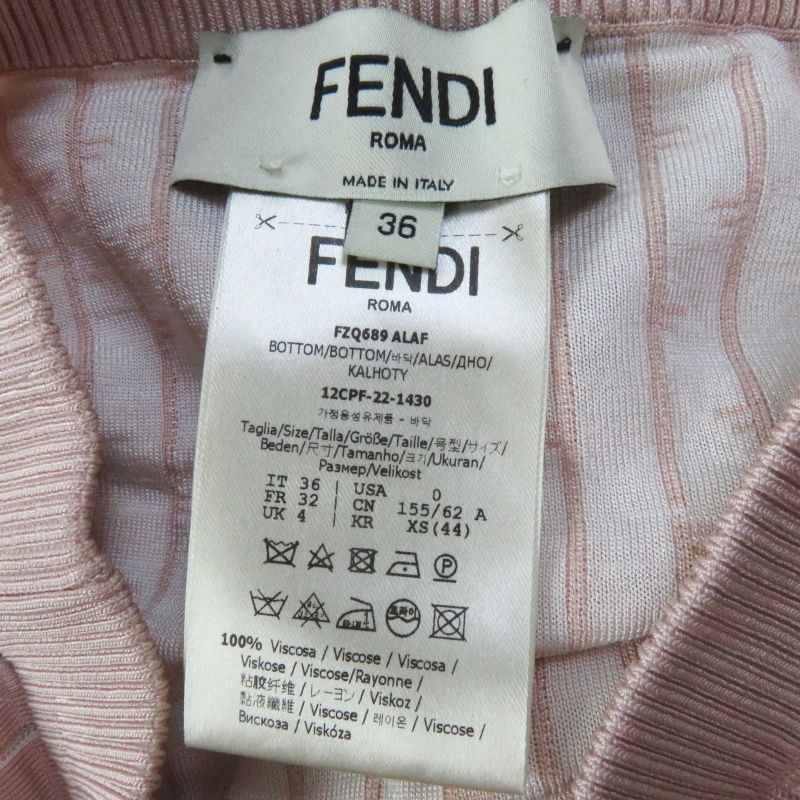 FENDI
ROMA
MADE IN ITALY
36
FENDI
ROMA
FZQ689 ALAF
BOTTOM/BOTTOM/바닥/ALAS/ДНО/
KALHOTY
12CPF-22-1430
가정용섬유제품 - 바닥
Taglia/Size/Talla/Größe/Taille/号型/サイズ/
Beden/尺寸/Tamanho/크기/Ukuran/
Размер/Velikost
IT 36 | USA 0
FR 32 | CN 155/62 A
UK 4 | KR XS(44)
P
드라이
100% Viscosa / Viscose / Viscosa /
Viskose / Viscose/Rayonne /
粘胶纤维 / レーヨン / Viskoz /
黏液纖維 / Viscose / 레이온 / Viscose /
Вискоза / Viskóza